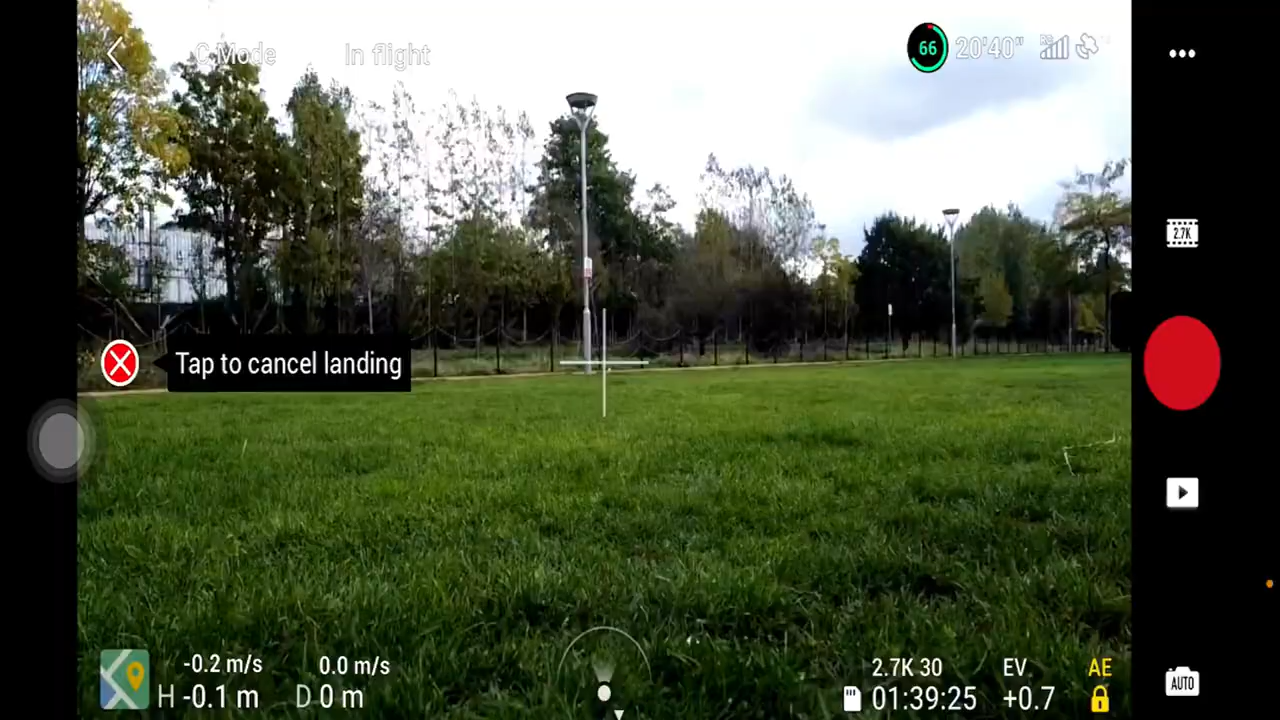 C Mode
In flight
66
20'40"
RC
2.7K
Tap to cancel landing
-0.2 m/s
0.0 m/s
H -0.1 m
D 0 m
2.7K 30
EV
AE
01:39:25
+0.7
AUTO